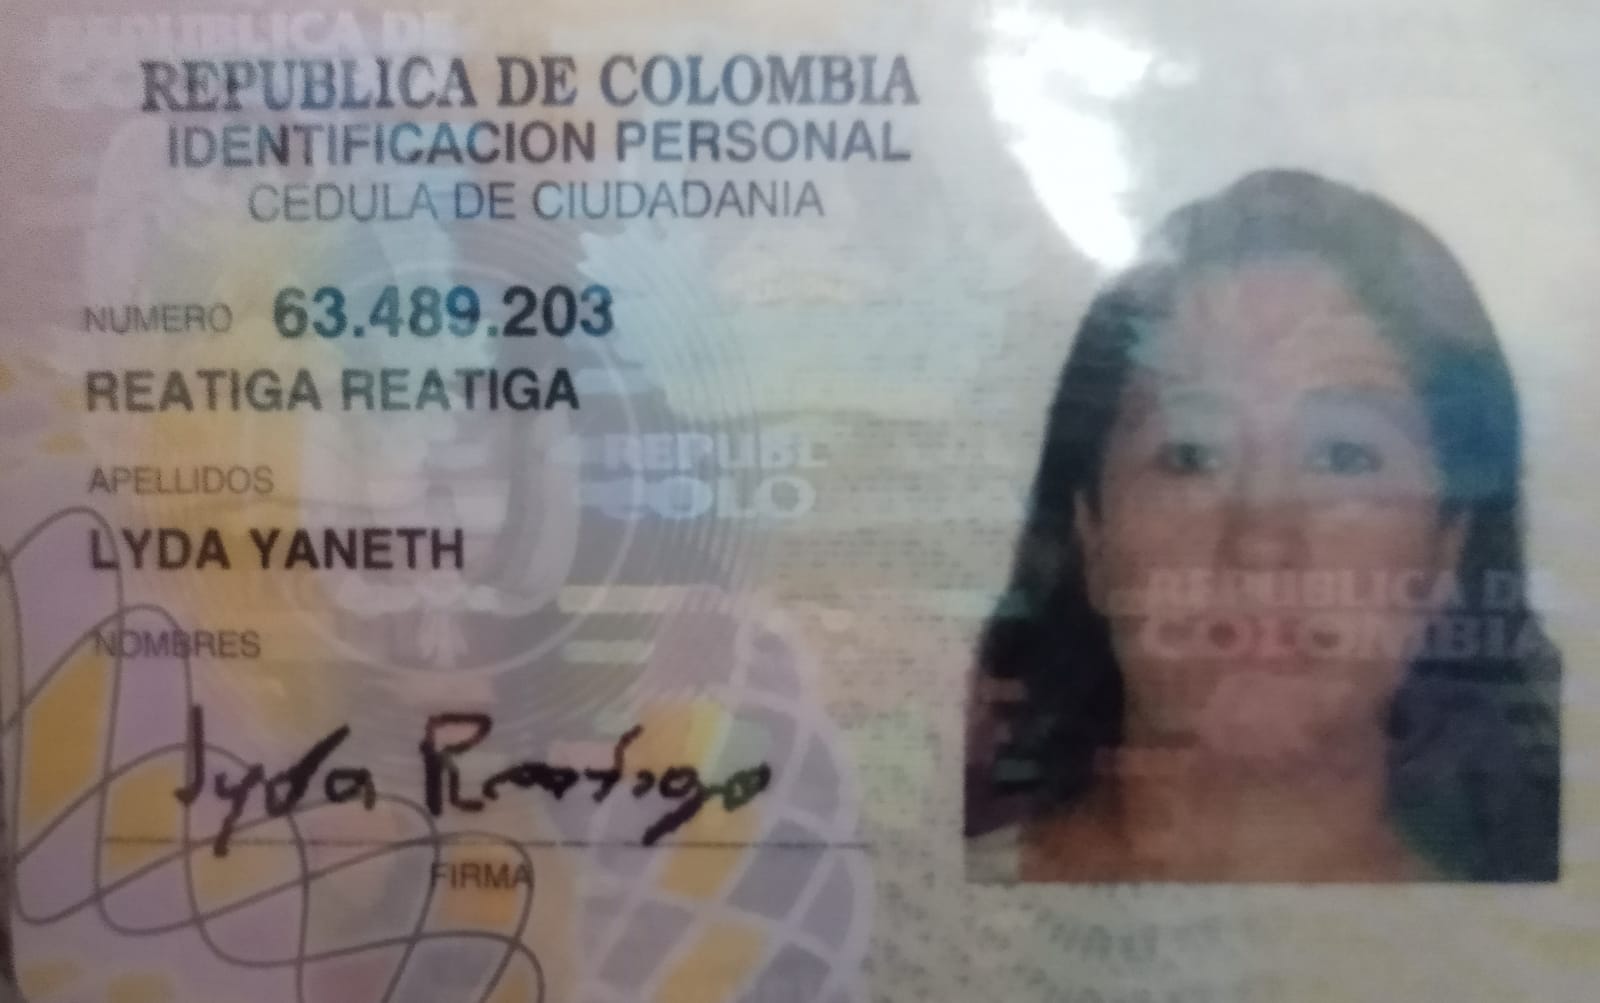 REPUBLICA DE COLOMBIA
IDENTIFICACION PERSONAL
CEDULA DE CIUDADANIA
NUMERO 63.489.203
REATIGA REATIGA
APELLIDOS
LYDA YANETH
NOMBRES
Lyda Reatiga
FIRMA
REPUBLICA DE
COLOMBIA